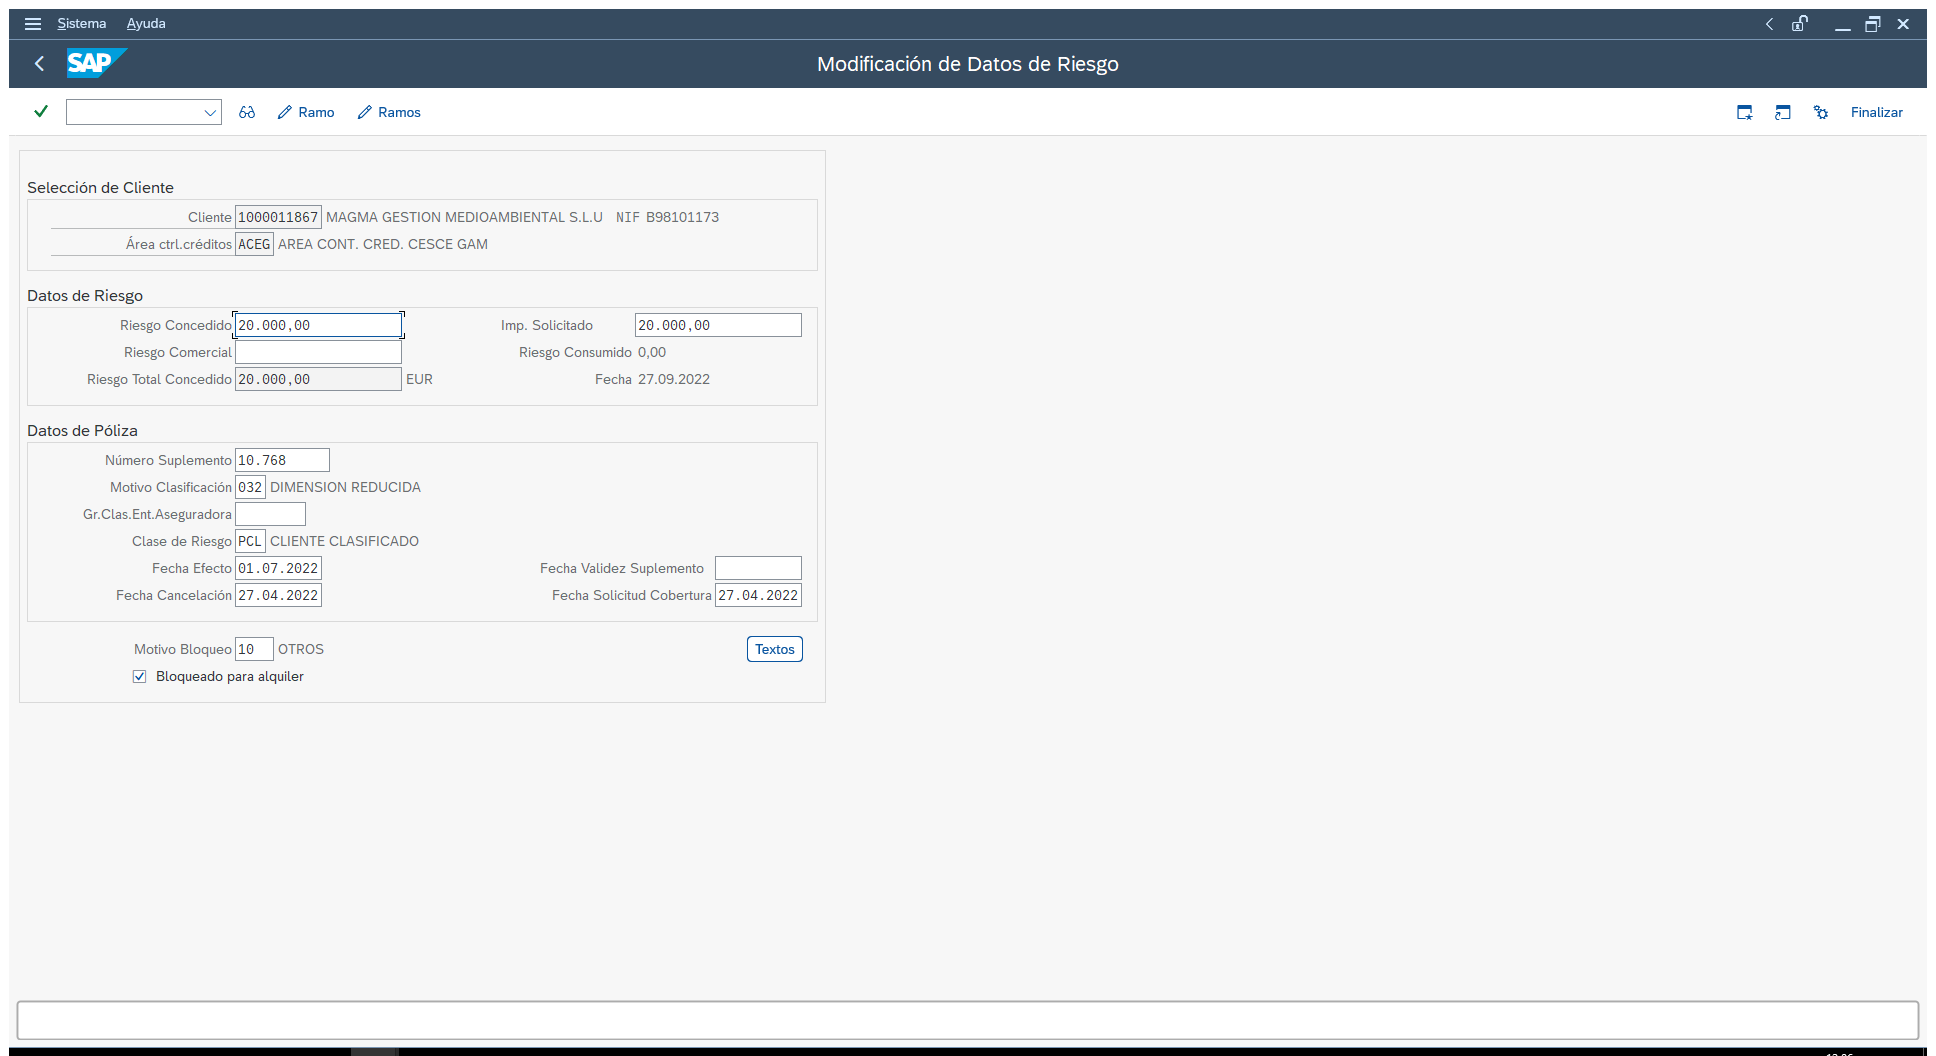 Sistema Ayuda
SAP Modificación de Datos de Riesgo
Ramo Ramos Finalizar
Selección de Cliente
Cliente 1000011867 MAGMA GESTION MEDIOAMBIENTAL S.L.U NIF B98101173
Área ctrl.créditos ACEG AREA CONT. CRED. CESCE GAM
Datos de Riesgo
Riesgo Concedido 20.000,00 Imp. Solicitado 20.000,00
Riesgo Comercial Riesgo Consumido 0,00
Riesgo Total Concedido 20.000,00 EUR Fecha 27.09.2022
Datos de Póliza
Número Suplemento 10.768
Motivo Clasificación 032 DIMENSION REDUCIDA
Gr.Clas.Ent.Aseguradora
Clase de Riesgo PCL CLIENTE CLASIFICADO
Fecha Efecto 01.07.2022 Fecha Validez Suplemento
Fecha Cancelación 27.04.2022 Fecha Solicitud Cobertura 27.04.2022
Motivo Bloqueo 10 OTROS Textos
Bloqueado para alquiler